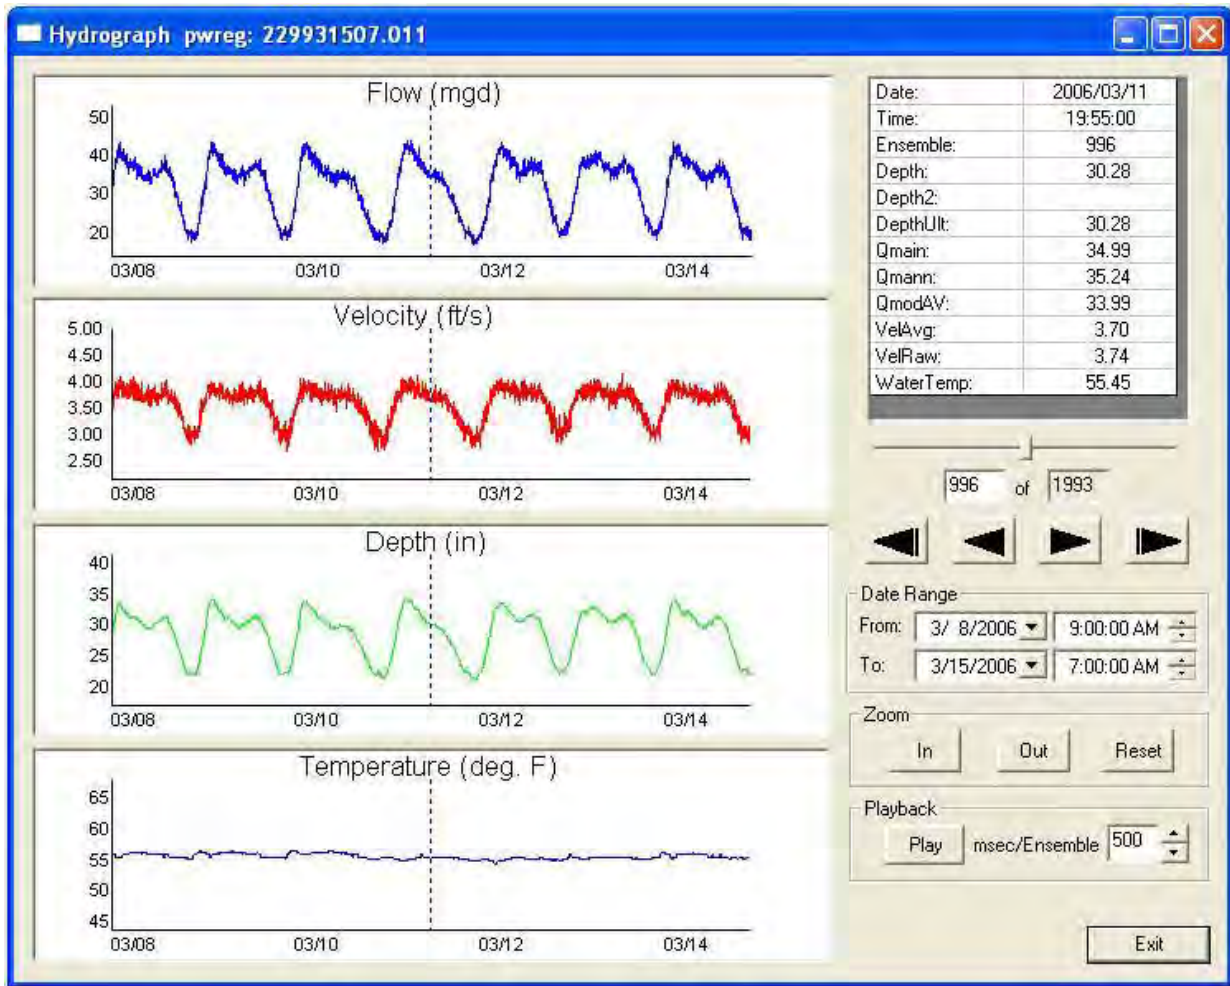 Hydrograph pwreg: 229931507.011
Flow (mgd)
50
40
30
20
03/08 03/10 03/12 03/14
Velocity (ft/s)
5.00
4.50
4.00
3.50
3.00
2.50
03/08 03/10 03/12 03/14
Depth (in)
40
35
30
25
20
03/08 03/10 03/12 03/14
Temperature (deg. F)
65
60
55
50
45
03/08 03/10 03/12 03/14
Date: 2006/03/11
Time: 19:55:00
Ensemble: 996
Depth: 30.28
Depth2:
DepthUlt: 30.28
Qmain: 34.99
Qmann: 35.24
QmodAV: 33.99
VelAvg: 3.70
VelRaw: 3.74
WaterTemp: 55.45
996 of 1993
Date Range
From: 3/ 8/2006 9:00:00 AM
To: 3/15/2006 7:00:00 AM
Zoom
In Out Reset
Playback
Play msec/Ensemble 500
Exit